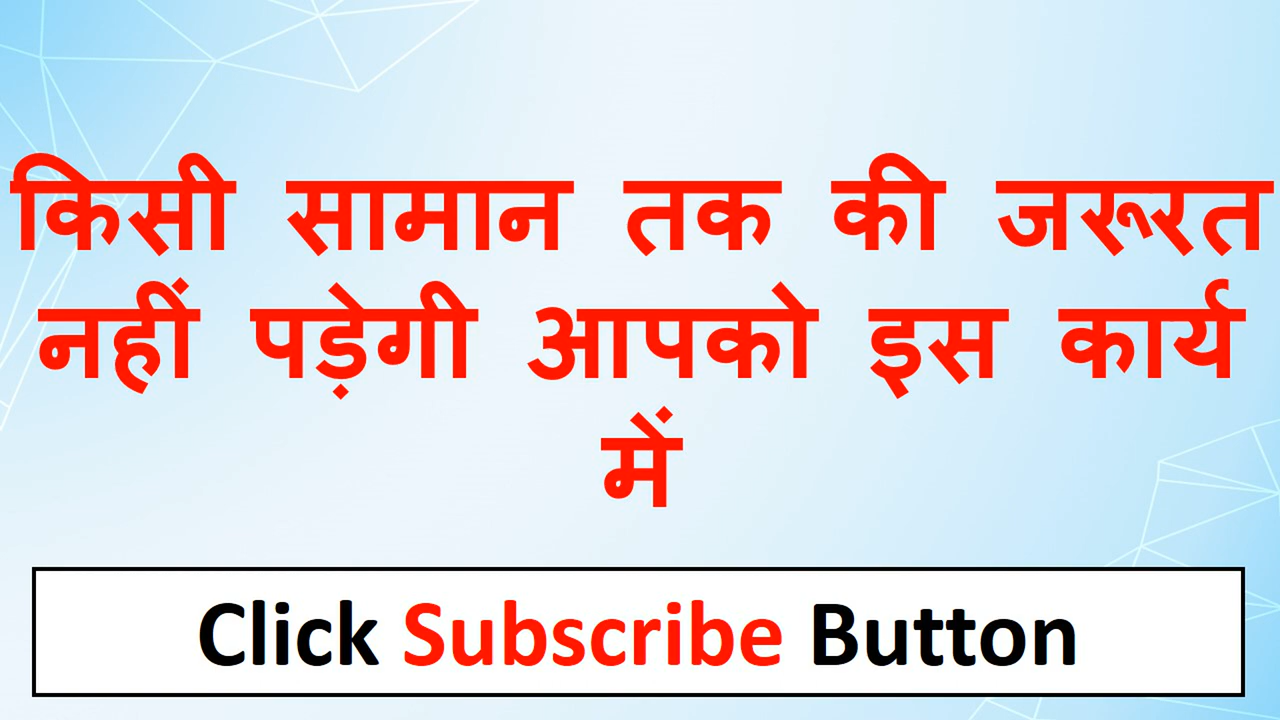 किसी सामान तक की जरूरत
नहीं पड़ेगी आपको इस कार्य
में
Click Subscribe Button